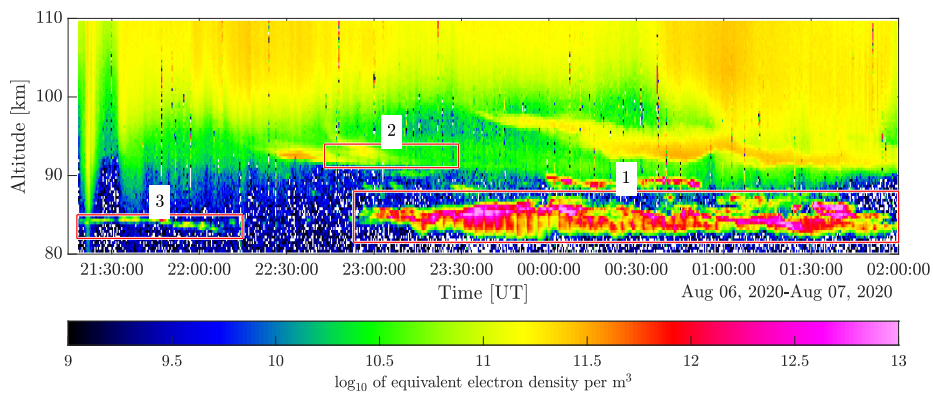 110
100
90
80
Altitude [km]
2
1
3
21:30:00 22:00:00 22:30:00 23:00:00 23:30:00 00:00:00 00:30:00 01:00:00 01:30:00 02:00:00
Time [UT]
Aug 06, 2020-Aug 07, 2020
9 9.5 10 10.5 11 11.5 12 12.5 13
log₁₀ of equivalent electron density per m³